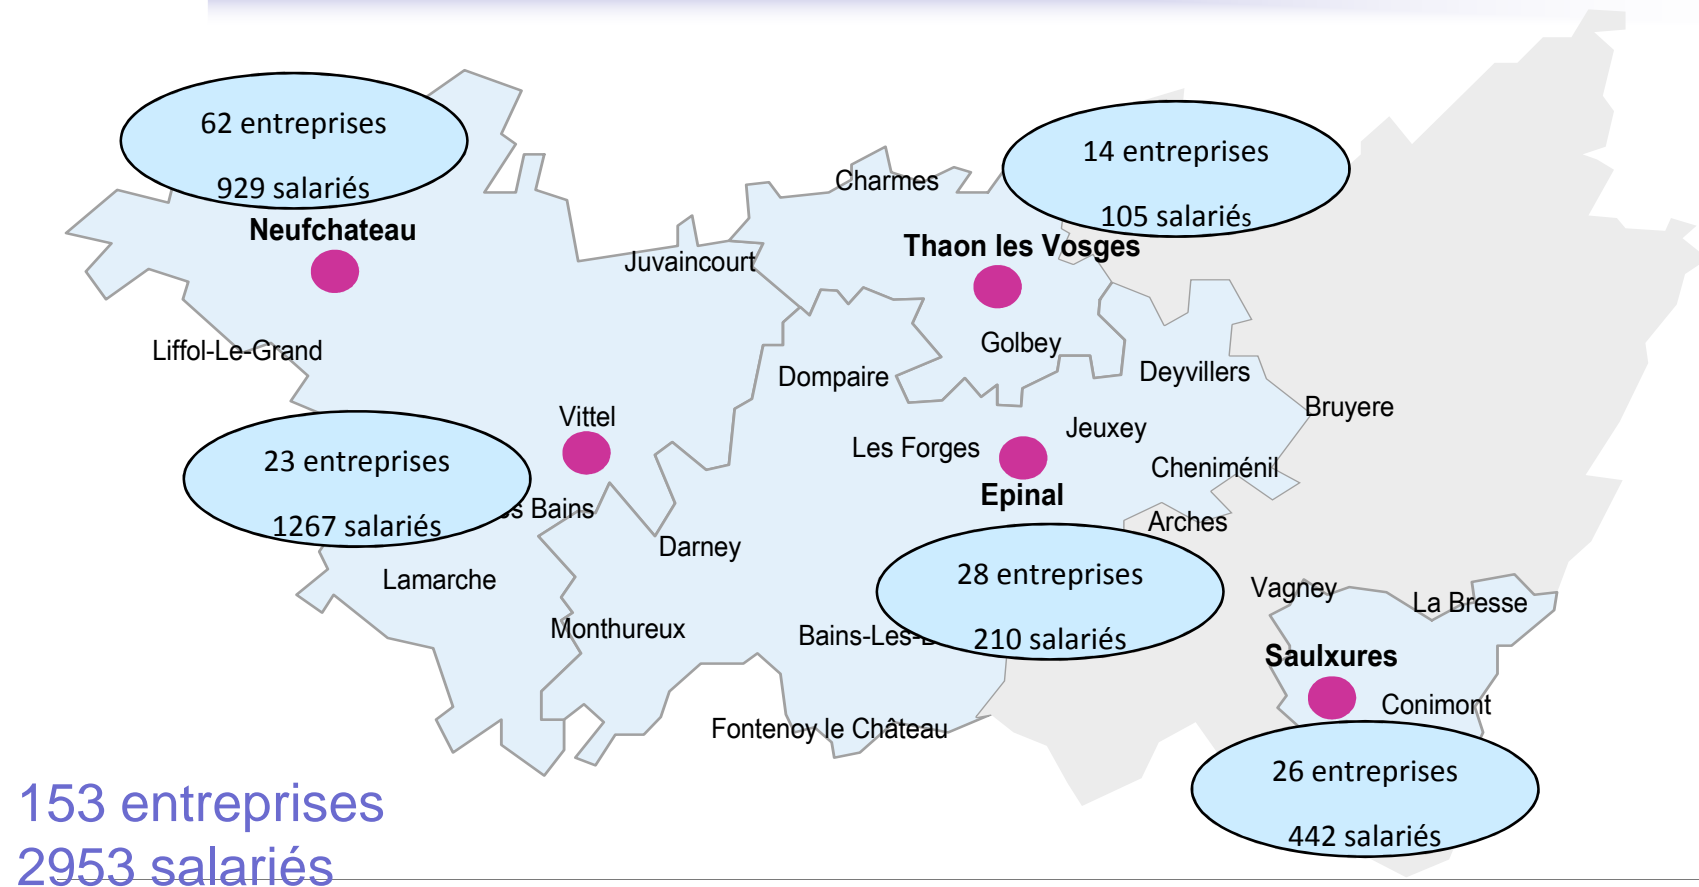 62 entreprises
929 salariés
Neufchateau
14 entreprises
105 salariés
Charmes
Thaon les Vosges
Juvaincourt
Golbey
Liffol-Le-Grand
Dompaire
Deyvillers
Bruyere
Vittel
Jeuxey
Les Forges
23 entreprises
1267 salariés
Bains
Cheniménil
Epinal
Arches
Darney
Lamarche
28 entreprises
210 salariés
Vagney
La Bresse
Monthureux
Bains-Les-
Saulxures
Conimont
Fontenoy le Château
26 entreprises
442 salariés
153 entreprises
2953 salariés